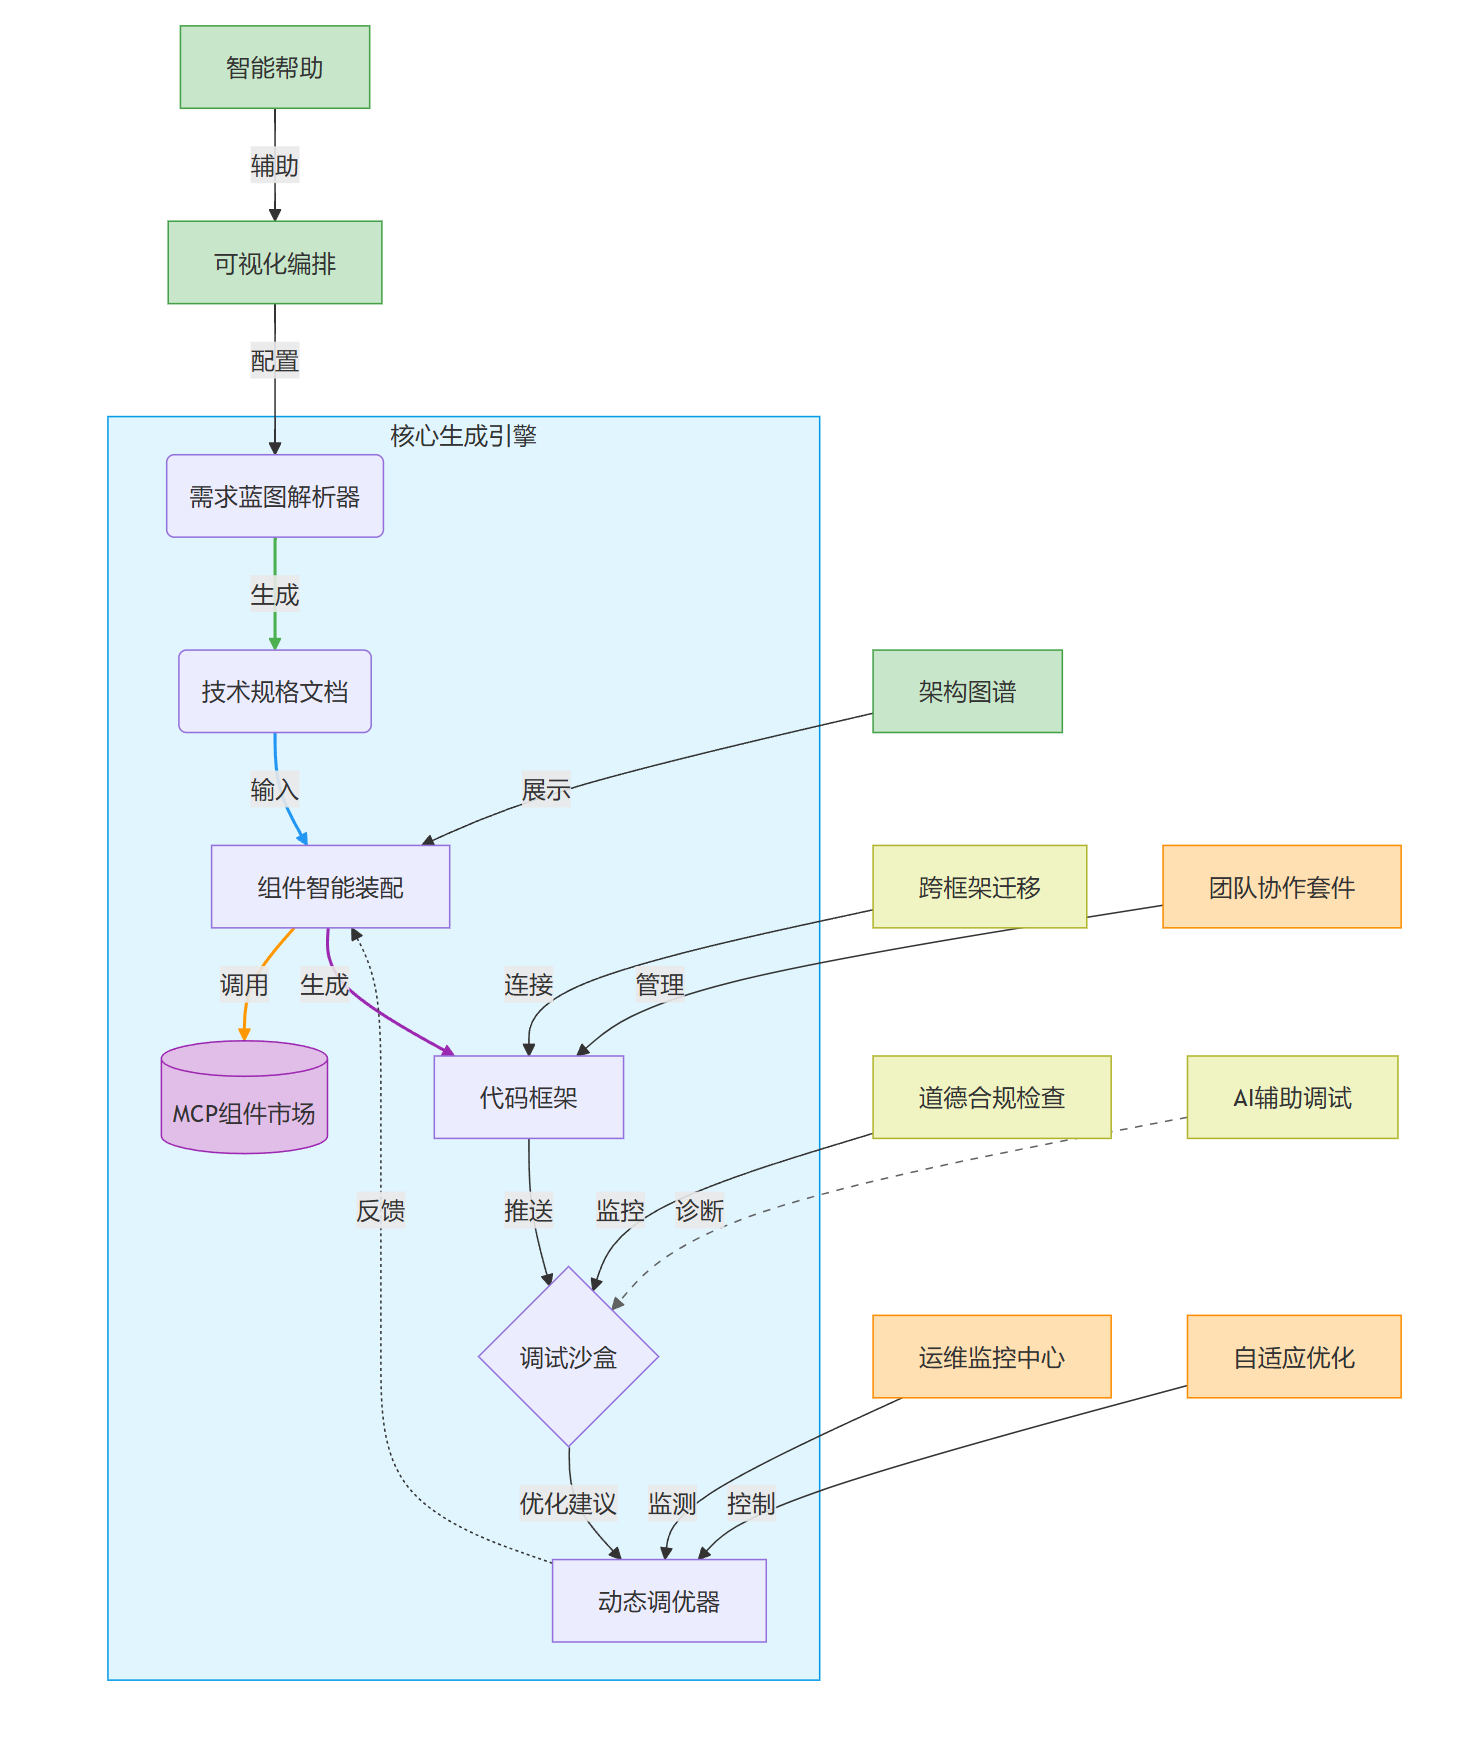 智能帮助
辅助
可视化编排
配置
核心生成引擎
需求蓝图解析器
生成
技术规格文档
架构图谱
输入
展示
组件智能装配
跨框架迁移
团队协作套件
调用
生成
连接
管理
MCP组件市场
代码框架
道德合规检查
AI辅助调试
反馈
推送
监控
诊断
调试沙盒
运维监控中心
自适应优化
优化建议
监测
控制
动态调优器